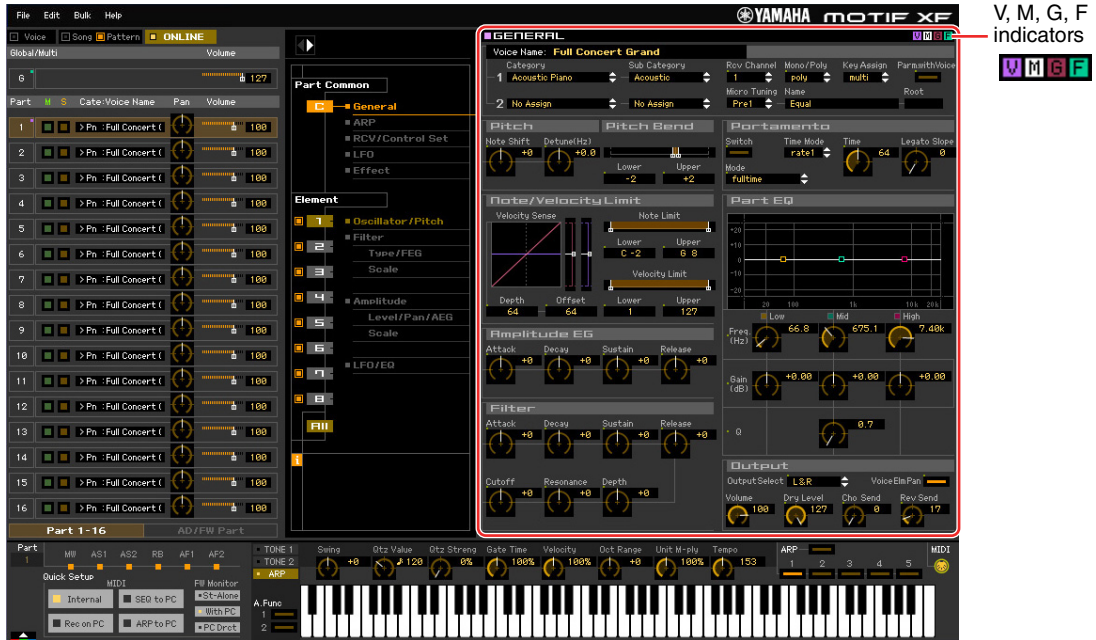 File Edit Bulk Help
YAMAHA MOTIF XF
V, M, G, F
indicators
V M G F
Voice Song Pattern ONLINE
Global/Multi Volume
G 127
Part M S Cate:Voice Name Pan Volume
1 >Pn :Full Concert ( 100
2 >Pn :Full Concert ( 100
3 >Pn :Full Concert ( 100
4 >Pn :Full Concert ( 100
5 >Pn :Full Concert ( 100
6 >Pn :Full Concert ( 100
7 >Pn :Full Concert ( 100
8 >Pn :Full Concert ( 100
9 >Pn :Full Concert ( 100
10 >Pn :Full Concert ( 100
11 >Pn :Full Concert ( 100
12 >Pn :Full Concert ( 100
13 >Pn :Full Concert ( 100
14 >Pn :Full Concert ( 100
15 >Pn :Full Concert ( 100
16 >Pn :Full Concert ( 100
Part 1-16 AD/FW Part
Part Common
C General
ARP
RCV/Control Set
LFO
Effect
Element
1 Oscillator/Pitch
2 Filter
Type/FEG
3 Scale
4 Amplitude
5 Level/Pan/AEG
Scale
6
7 LFO/EQ
8
All
i
GENERAL V M G F
Voice Name: Full Concert Grand
Category Sub Category Rcv Channel Mono/Poly Key Assign ParmwithVoice
1 Acoustic Piano Acoustic 1 poly multi
Micro Tuning Name Root
2 No Assign No Assign Pre1 Equal
Pitch Pitch Bend
Note Shift Detune(Hz)
+0 +0.0
Lower Upper
-2 +2
Portamento
Switch Time Mode Time Legato Slope
rate1 64 0
Mode
fulltime
Note/Velocity Limit
Velocity Sense Note Limit
Lower Upper
C -2 G 8
Velocity Limit
Depth Offset Lower Upper
64 64 1 127
Part EQ
+20
+10
0
-10
-20
20 100 1k 10k 20k
Low Mid High
Freq. (Hz) 66.8 675.1 7.40k
Gain (dB) +0.00 +0.00 +0.00
Q 0.7
Amplitude EG
Attack Decay Sustain Release
+0 +0 +0 +0
Filter
Attack Decay Sustain Release
+0 +0 +0 +0
Cutoff Resonance Depth
+0 +0 +0
Output
OutputSelect L&R VoiceElmPan
Volume Dry Level Cho Send Rev Send
100 127 0 17
Part
1
MW AS1 AS2 RB AF1 AF2
Quick Setup MIDI FW Monitor
Internal SEQ to PC St-Alone
With PC
Rec on PC ARP to PC PC Drct
TONE 1
TONE 2
ARP
Swing Qtz Value Qtz Streng Gate Time Velocity Oct Range Unit M-ply Tempo
+0 120 0% 100% 100% +0 100% 153
ARP
1 2 3 4 5
MIDI
A.Func
1
2